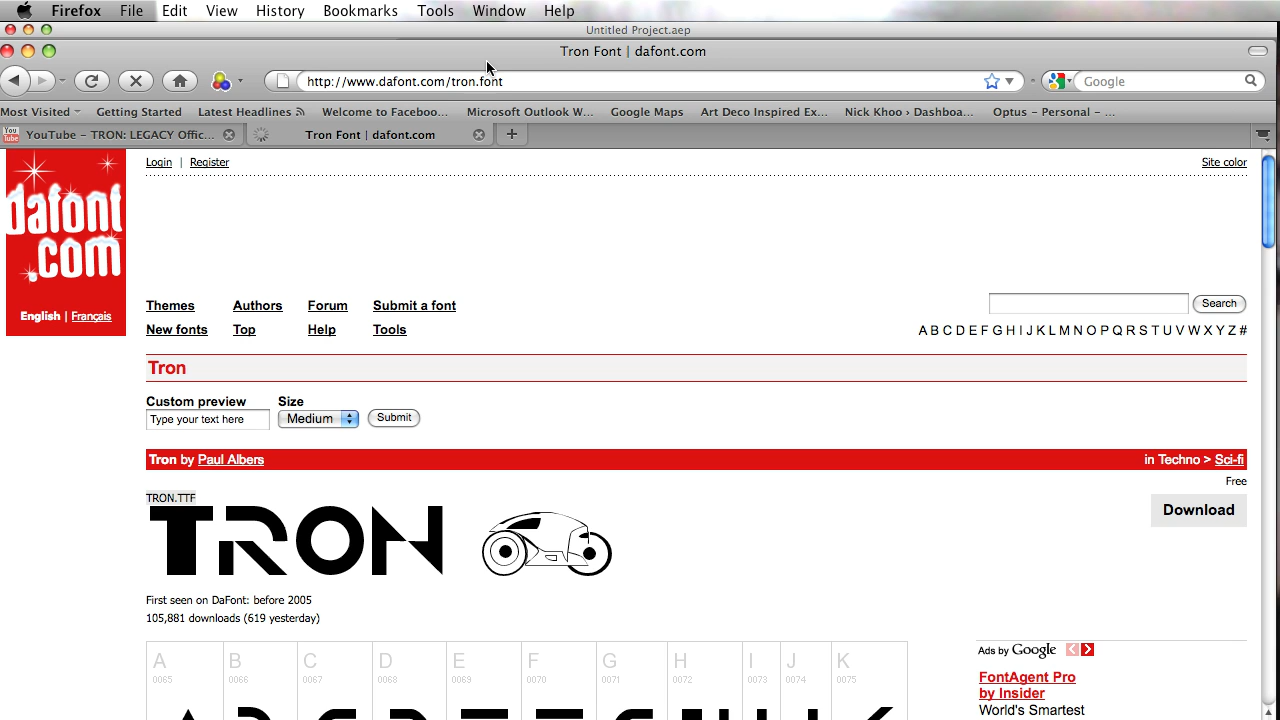 Firefox File Edit View History Bookmarks Tools Window Help
Untitled Project.aep
Tron Font | dafont.com
http://www.dafont.com/tron.font
Google
Most Visited Getting Started Latest Headlines Welcome to Faceboo... Microsoft Outlook W... Google Maps Art Deco Inspired Ex... Nick Khoo › Dashboa... Optus – Personal – ...
You Tube YouTube – TRON: LEGACY Offic... Tron Font | dafont.com
dafont
.com
English | Français
Login | Register
Site color
Themes Authors Forum Submit a font
New fonts Top Help Tools
Search
A B C D E F G H I J K L M N O P Q R S T U V W X Y Z #
Tron
Custom preview Size
Type your text here Medium Submit
Tron by Paul Albers in Techno > Sci-fi
Free
Download
TRON.TTF
TRON
First seen on DaFont: before 2005
105,881 downloads (619 yesterday)
A B C D E F G H I J K
0065 0066 0067 0068 0069 0070 0071 0072 0073 0074 0075
Ads by Google
FontAgent Pro
by Insider
World's Smartest